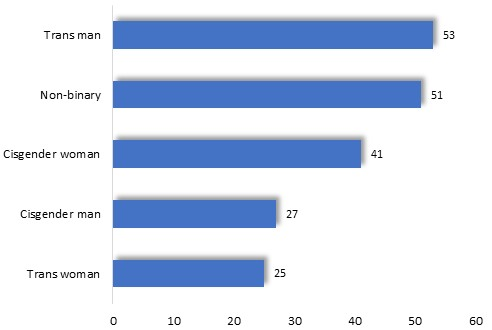 Trans man 53
Non-binary 51
Cisgender woman 41
Cisgender man 27
Trans woman 25
0 10 20 30 40 50 60